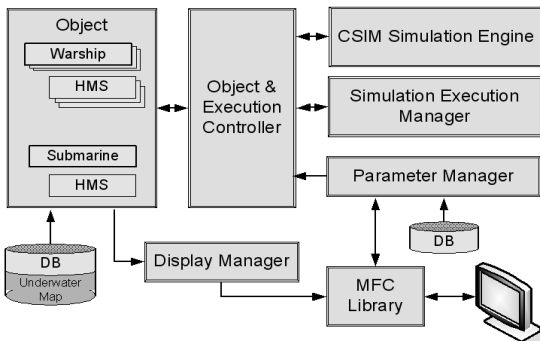 Object
Warship
HMS
Submarine
HMS
DB
Underwater
Map
Object &
Execution
Controller
CSIM Simulation Engine
Simulation Execution
Manager
Parameter Manager
DB
Display Manager
MFC
Library